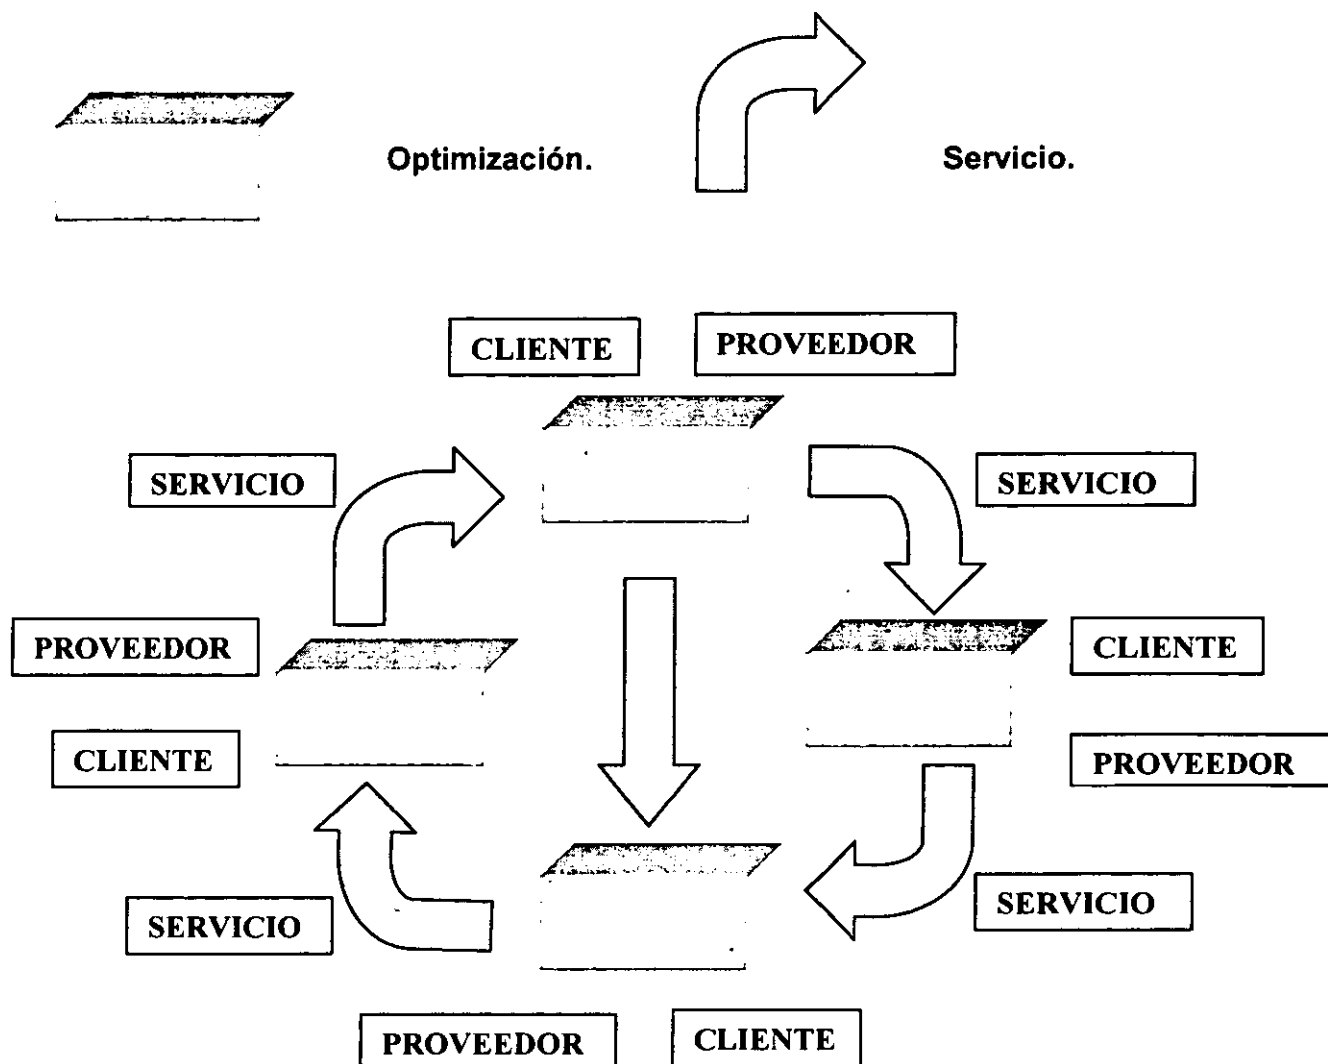 Optimización.
Servicio.
CLIENTE
PROVEEDOR
SERVICIO
SERVICIO
PROVEEDOR
CLIENTE
CLIENTE
PROVEEDOR
SERVICIO
SERVICIO
PROVEEDOR
CLIENTE